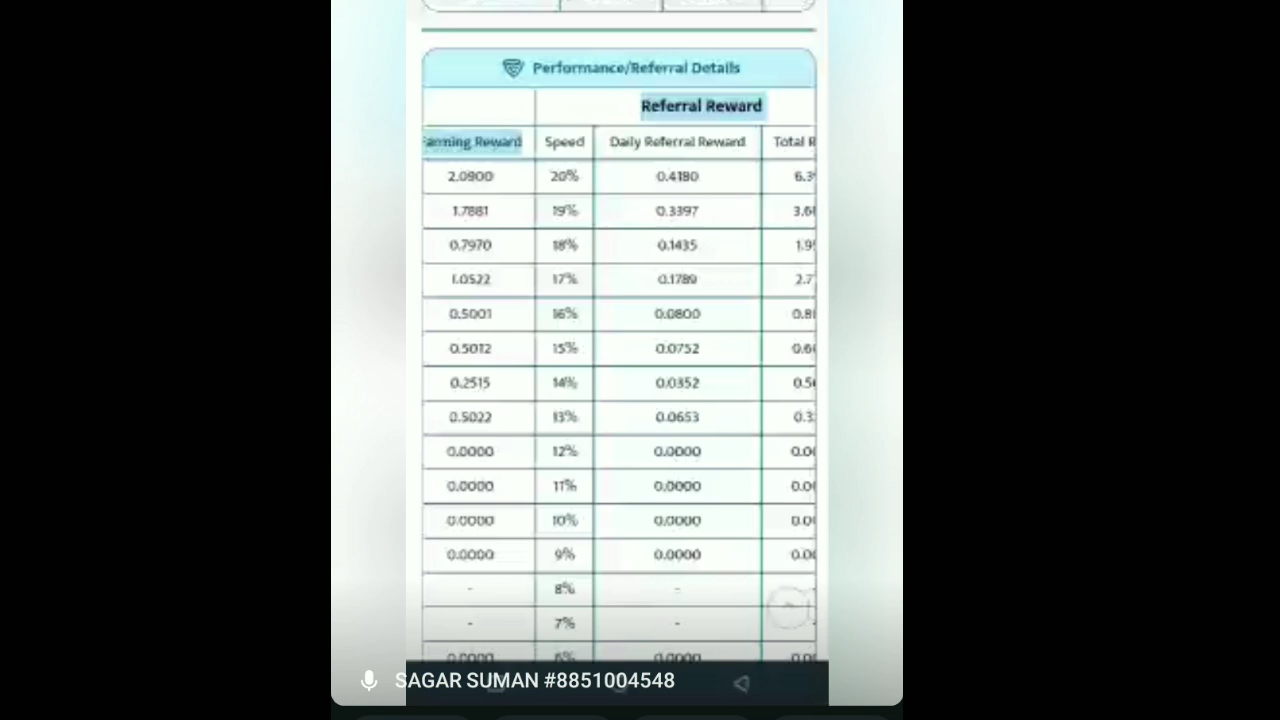 Performance/Referral Details
Referral Reward
Farming Reward Speed Daily Referral Reward Total R
2.0900 20% 0.4180 6.3
1.7881 19% 0.3397 3.6
0.7970 18% 0.1435 1.9
1.0522 17% 0.1789 2.7
0.5001 16% 0.0800 0.8
0.5012 15% 0.0752 0.6
0.2515 14% 0.0352 0.5
0.5022 13% 0.0653 0.3
0.0000 12% 0.0000 0.0
0.0000 11% 0.0000 0.0
0.0000 10% 0.0000 0.0
0.0000 9% 0.0000 0.0
- 8% -
- 7% -
0.0000 6% 0.0000 0.0
SAGAR SUMAN #8851004548